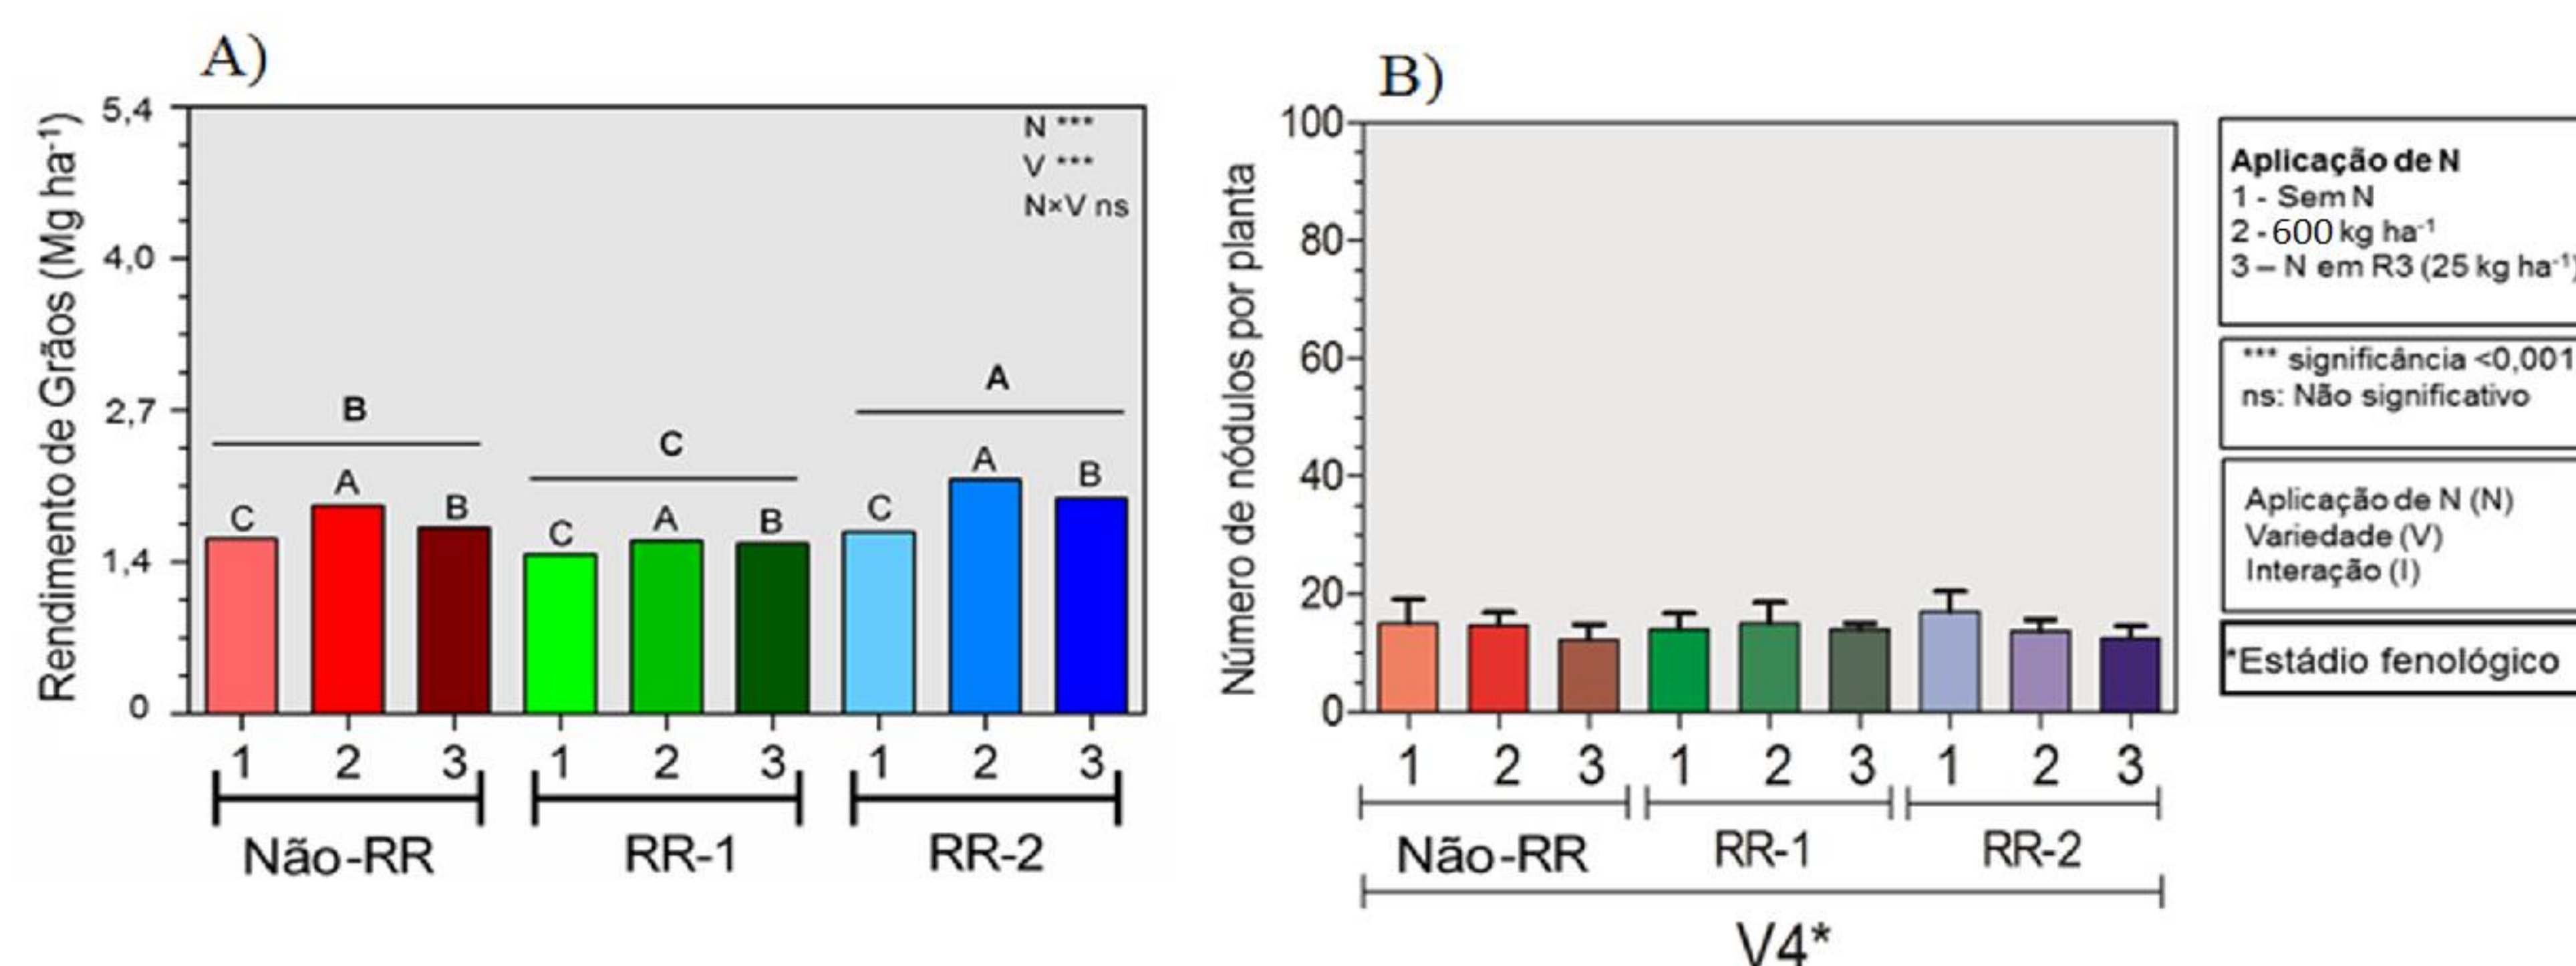 A)
Rendimento de Grãos (Mg ha⁻¹)
5,4
4,0
2,7
1,4
0
N ***
V ***
N×V ns
B
C
A
C
A
B
C
A
B
C
A
B
1 2 3 1 2 3 1 2 3
Não-RR RR-1 RR-2
B)
Número de nódulos por planta
100
80
60
40
20
0
1 2 3 1 2 3 1 2 3
Não-RR RR-1 RR-2
V4*
Aplicação de N
1 - Sem N
2 - 600 kg ha⁻¹
3 – N em R3 (25 kg ha⁻¹)
*** significância <0,001
ns: Não significativo
Aplicação de N (N)
Variedade (V)
Interação (I)
*Estádio fenológico